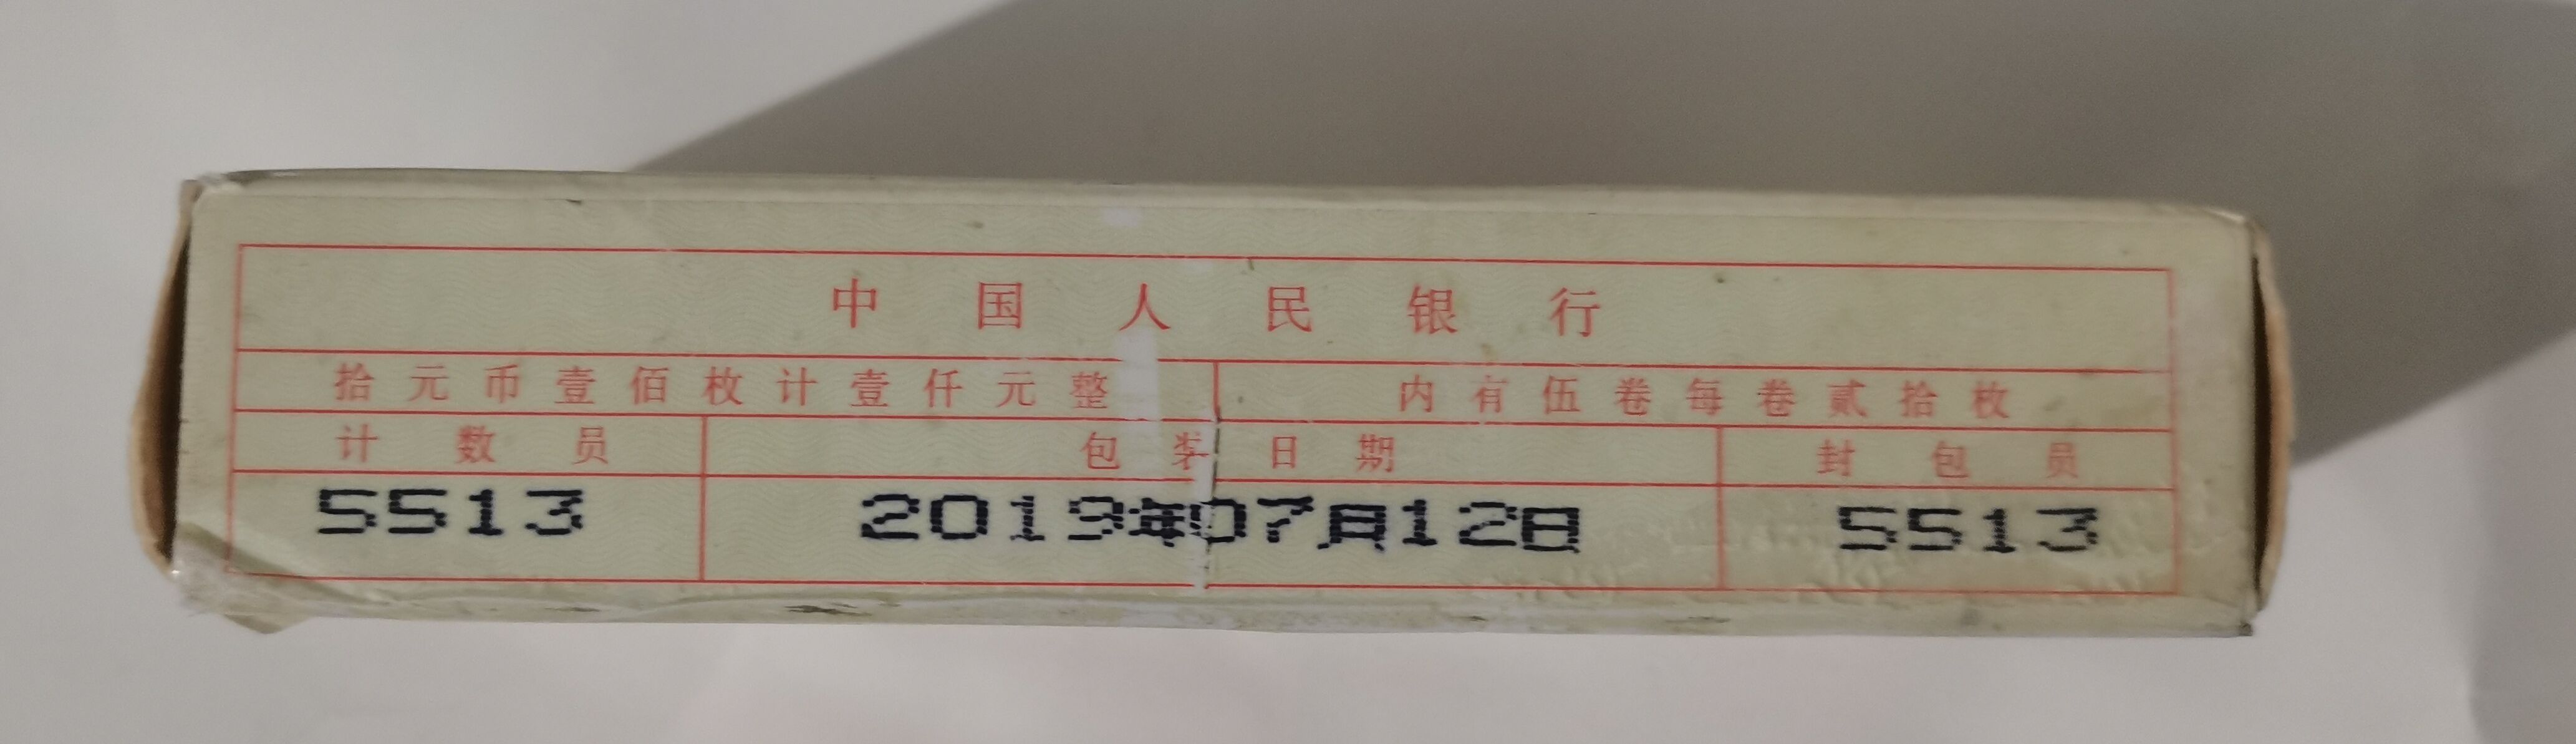 中国人民银行
拾元币壹佰枚计壹仟元整 内有伍卷每卷贰拾枚
计数员 包装日期 封包员
5513 2019年07月12日 5513